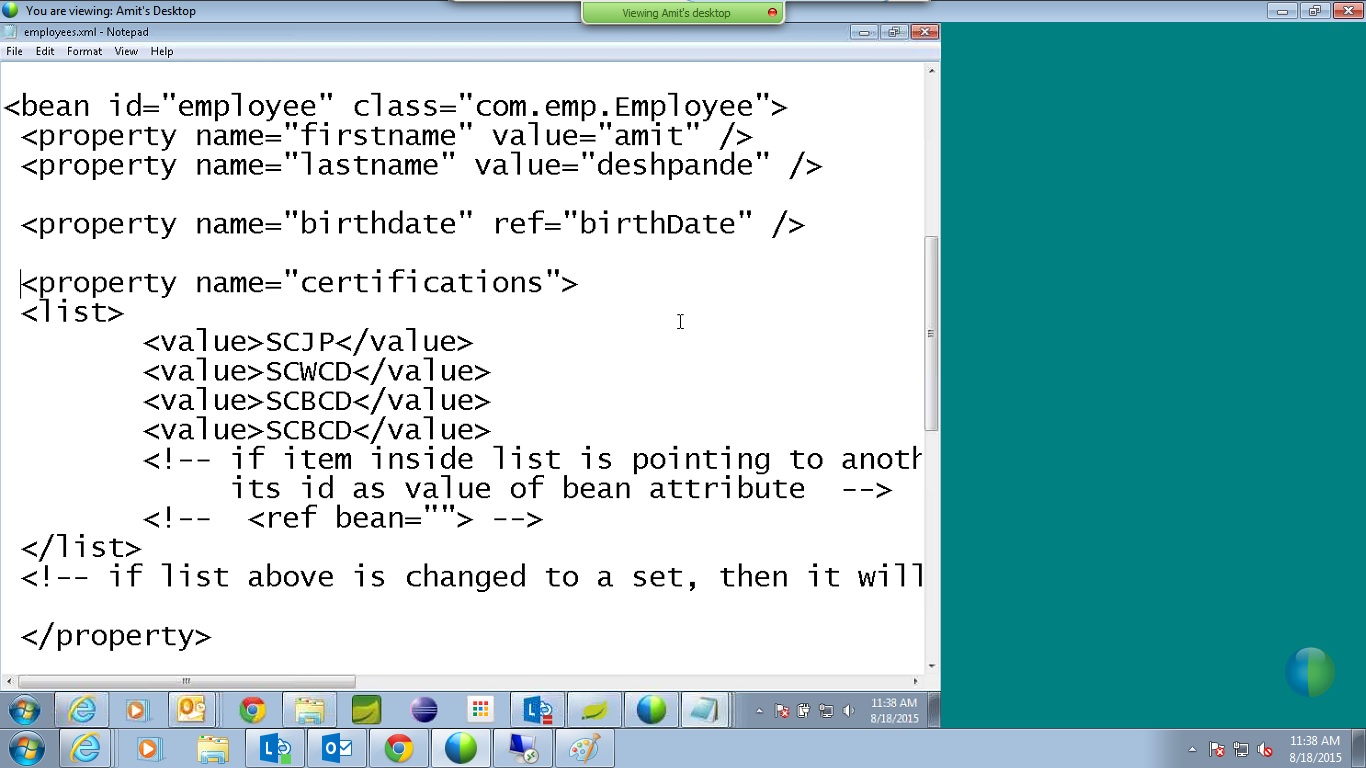 You are viewing: Amit's Desktop
Viewing Amit's desktop
employees.xml - Notepad
File Edit Format View Help
<bean id="employee" class="com.emp.Employee">
<property name="firstname" value="amit" />
<property name="lastname" value="deshpande" />
<property name="birthdate" ref="birthDate" />
<property name="certifications">
<list>
<value>SCJP</value>
<value>SCWCD</value>
<value>SCBCD</value>
<value>SCBCD</value>
<!-- if item inside list is pointing to anoth
its id as value of bean attribute -->
<!-- <ref bean=""> -->
</list>
<!-- if list above is changed to a set, then it will
</property>
11:38 AM
8/18/2015
11:38 AM
8/18/2015